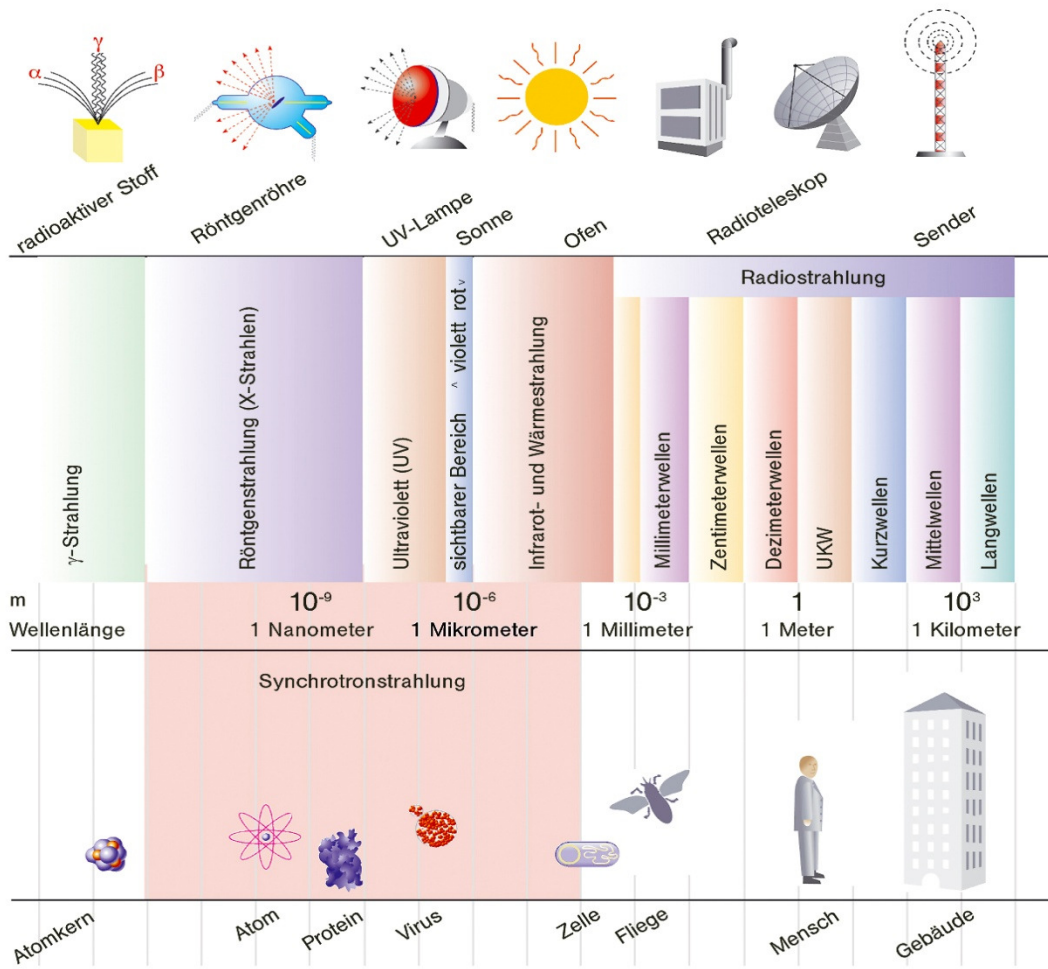 α γ β
radioaktiver Stoff
Röntgenröhre
UV-Lampe
Sonne
Ofen
Radioteleskop
Sender
γ-Strahlung
Röntgenstrahlung (X-Strahlen)
Ultraviolett (UV)
sichtbarer Bereich ^ violett rot v
Infrarot- und Wärmestrahlung
Radiostrahlung
Millimeterwellen
Zentimeterwellen
Dezimeterwellen
UKW
Kurzwellen
Mittelwellen
Langwellen
m 10⁻⁹ 10⁻⁶ 10⁻³ 1 10³
Wellenlänge 1 Nanometer 1 Mikrometer 1 Millimeter 1 Meter 1 Kilometer
Synchrotronstrahlung
Atomkern
Atom
Protein
Virus
Zelle
Fliege
Mensch
Gebäude